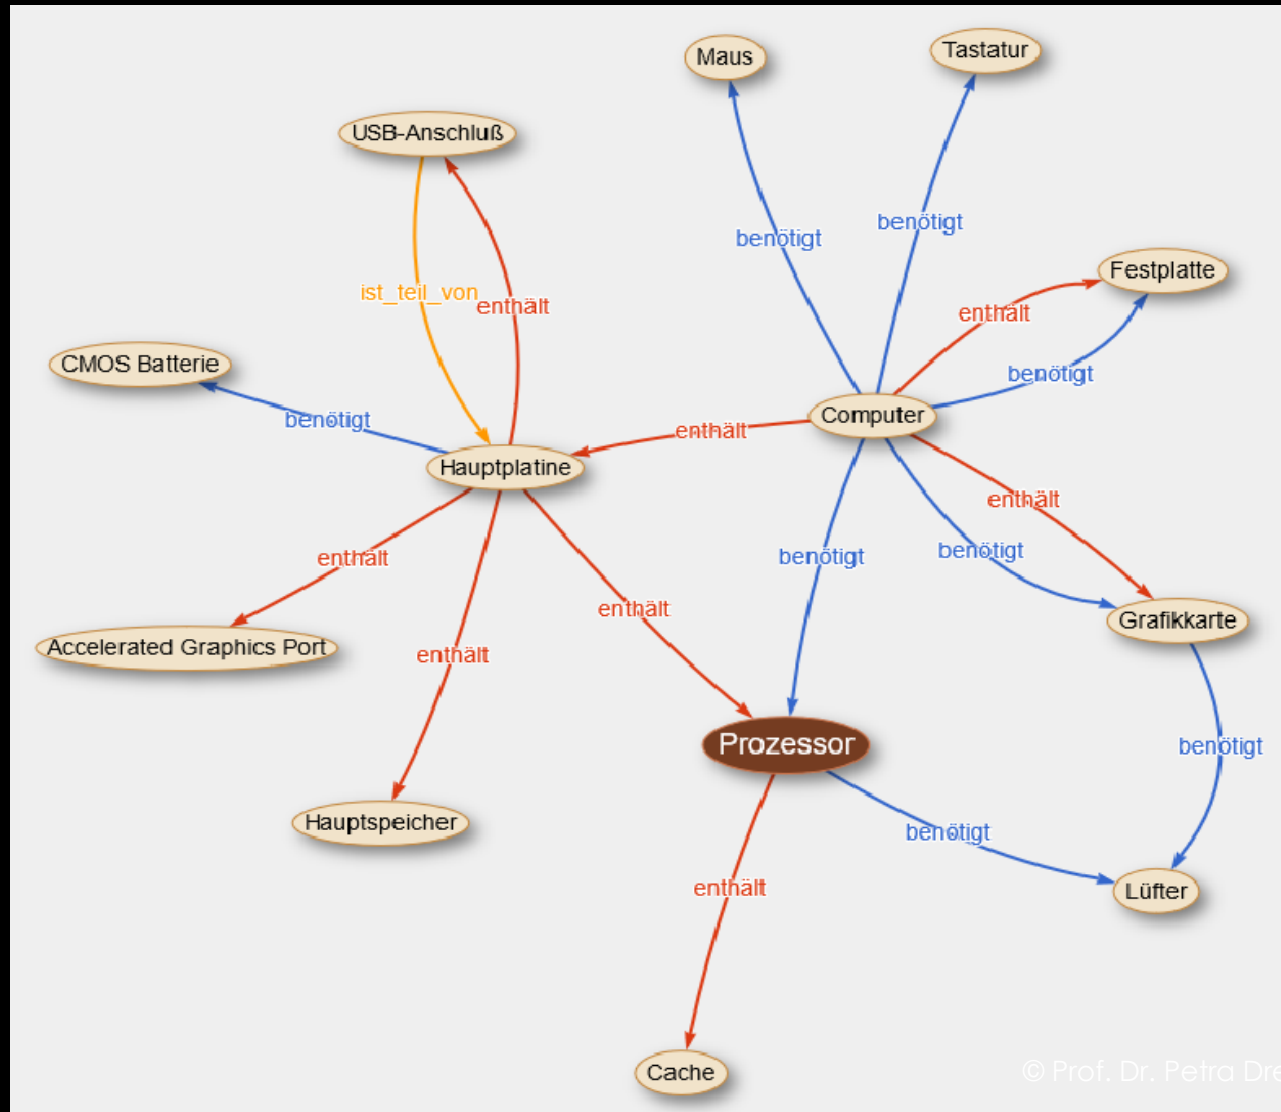 Maus
Tastatur
USB-Anschluß
benötigt
benötigt
Festplatte
ist_teil_von
enthält
enthält
CMOS Batterie
benötigt
benötigt
Computer
enthält
Hauptplatine
enthält
benötigt
benötigt
enthält
enthält
Grafikkarte
Accelerated Graphics Port
enthält
Prozessor
benötigt
Hauptspeicher
benötigt
enthält
Lüfter
Cache
© Prof. Dr. Petra Dre